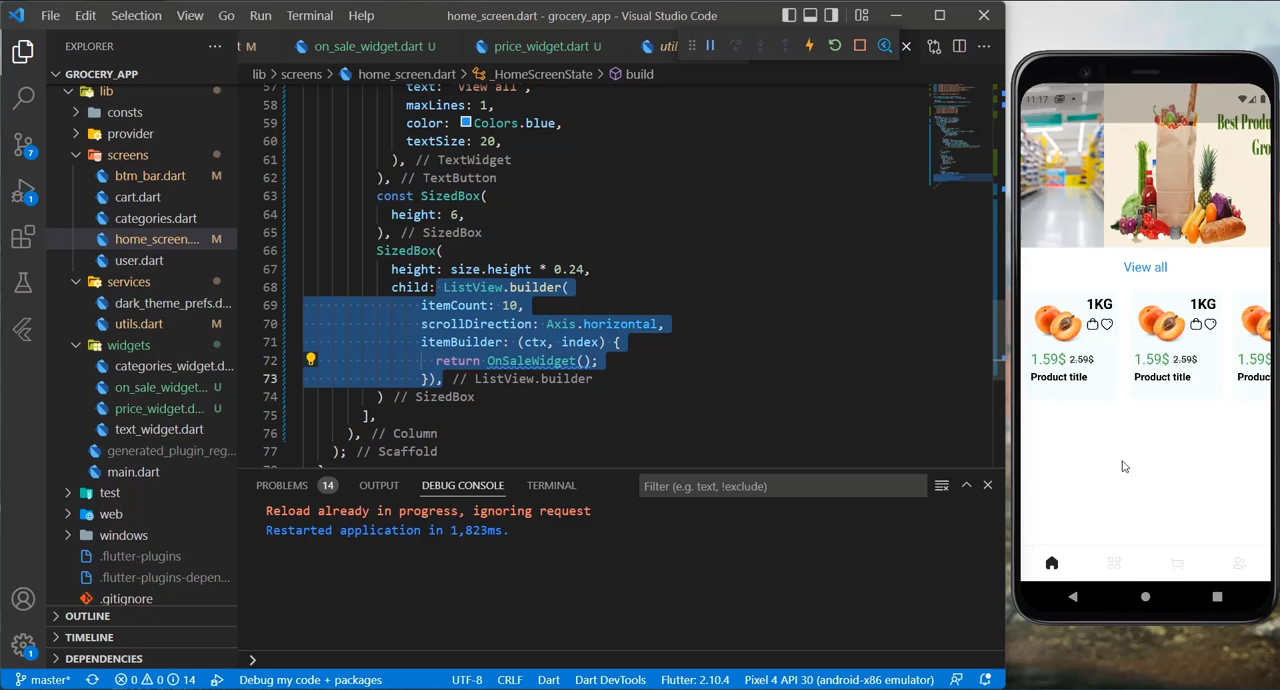 File Edit Selection View Go Run Terminal Help
home_screen.dart - grocery_app - Visual Studio Code
EXPLORER
M
on_sale_widget.dart U
price_widget.dart U
util
GROCERY_APP
lib > screens > home_screen.dart > _HomeScreenState > build
lib
consts
provider
screens
btm_bar.dart M
cart.dart
categories.dart
home_screen.... M
user.dart
services
dark_theme_prefs.d...
utils.dart M
widgets
categories_widget.d...
on_sale_widget... U
price_widget.d... U
text_widget.dart
generated_plugin_reg...
main.dart
test
web
windows
.flutter-plugins
.flutter-plugins-depen...
.gitignore
OUTLINE
TIMELINE
DEPENDENCIES
7
1
1
57 text: 'View all',
58 maxLines: 1,
59 color: Colors.blue,
60 textSize: 20,
61 ), // TextWidget
62 ), // TextButton
63 const SizedBox(
64 height: 6,
65 ), // SizedBox
66 SizedBox(
67 height: size.height * 0.24,
68 child: ListView.builder(
69 itemCount: 10,
70 scrollDirection: Axis.horizontal,
71 itemBuilder: (ctx, index) {
72 return OnSaleWidget();
73 }), // ListView.builder
74 ) // SizedBox
75 ],
76 ), // Column
77 ); // Scaffold
PROBLEMS 14 OUTPUT DEBUG CONSOLE TERMINAL
Filter (e.g. text, !exclude)
Reload already in progress, ignoring request
Restarted application in 1,823ms.
master* 0 0 14 Debug my code + packages UTF-8 CRLF Dart Dart DevTools Flutter: 2.10.4 Pixel 4 API 30 (android-x86 emulator)
11:17
Best Produ
Gro
View all
1KG 1KG
1.59$ 2.59$ 1.59$ 2.59$ 1.59$
Product title Product title Produc